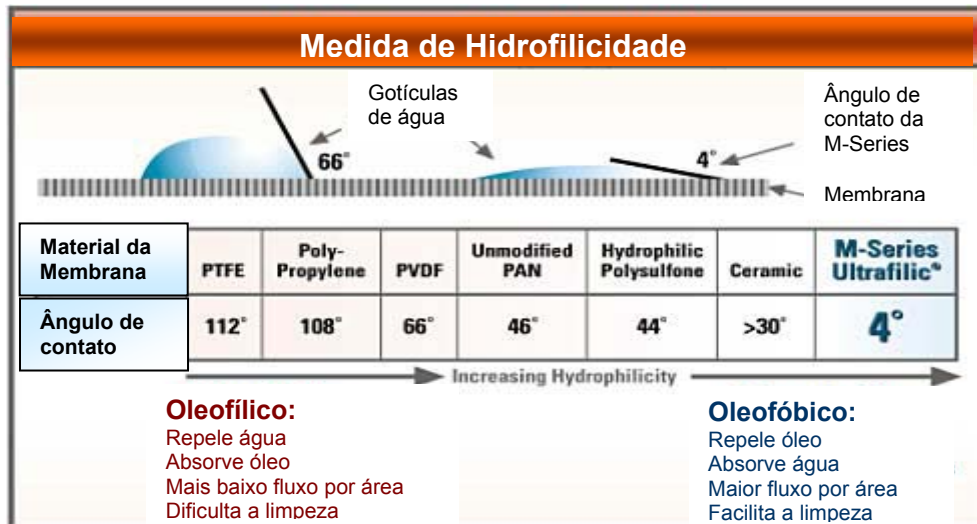 Medida de Hidrofilicidade
Gotículas
de água
Ângulo de
contato da
M-Series
66°
4°
Membrana
Material da
Membrana
PTFE
Poly-
Propylene
PVDF
Unmodified
PAN
Hydrophilic
Polysulfone
Ceramic
M-Series
Ultrafilic®
Ângulo de
contato
112°
108°
66°
46°
44°
>30°
4°
Increasing Hydrophilicity
Oleofílico:
Repele água
Absorve óleo
Mais baixo fluxo por área
Dificulta a limpeza
Oleofóbico:
Repele óleo
Absorve água
Maior fluxo por área
Facilita a limpeza